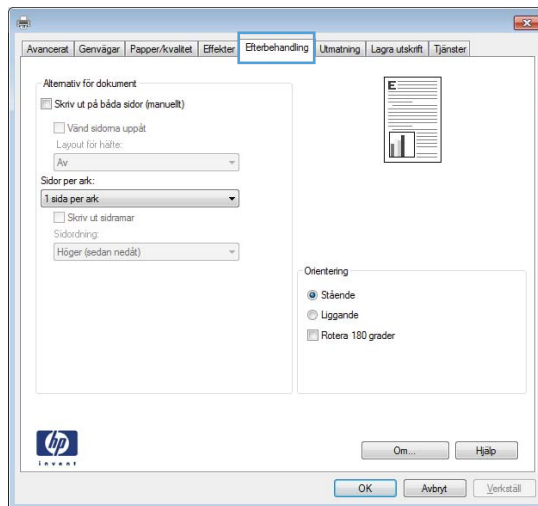 Avancerat Genvägar Papper/kvalitet Effekter Efterbehandling Utmatning Lagra utskrift Tjänster
Alternativ för dokument
Skriv ut på båda sidor (manuellt)
Vänd sidorna uppåt
Layout för häfte:
Av
Sidor per ark:
1 sida per ark
Skriv ut sidramar
Sidordning:
Höger (sedan nedåt)
E
Orientering
Stående
Liggande
Rotera 180 grader
hp
invent
Om... Hjälp
OK Avbryt Verkställ